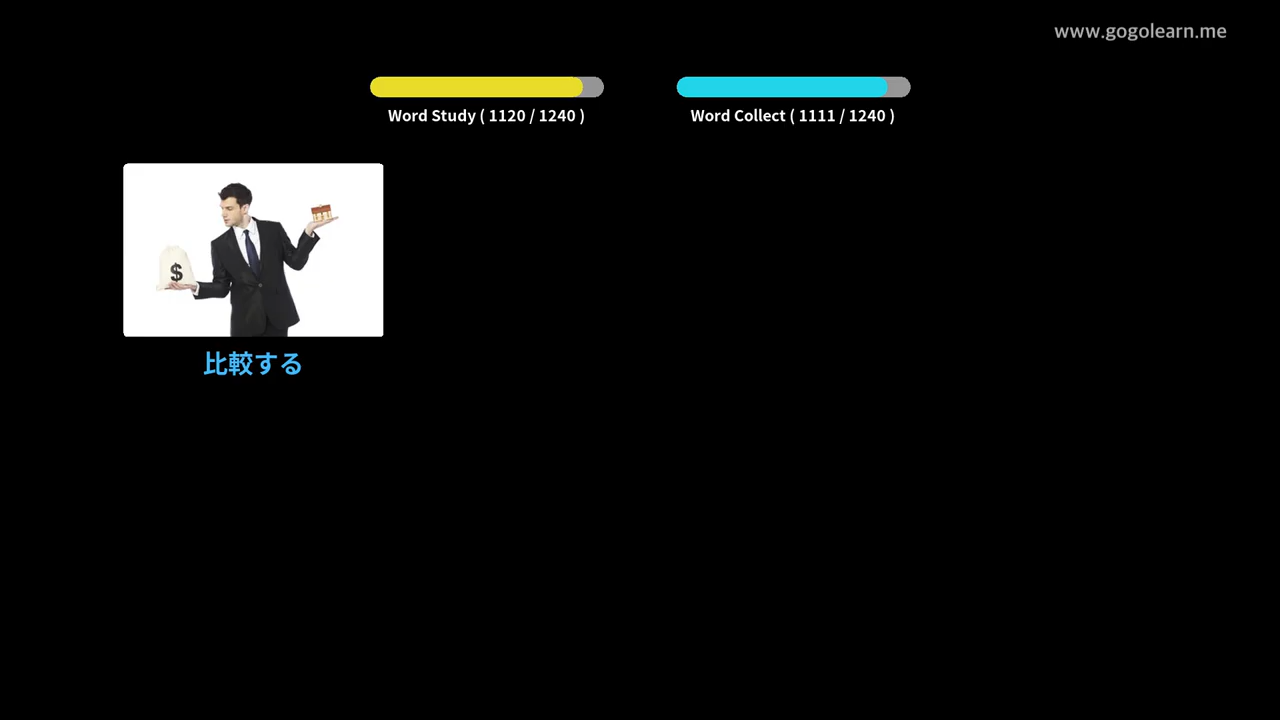 www.gogolearn.me
Word Study ( 1120 / 1240 )
Word Collect ( 1111 / 1240 )
$
比較する